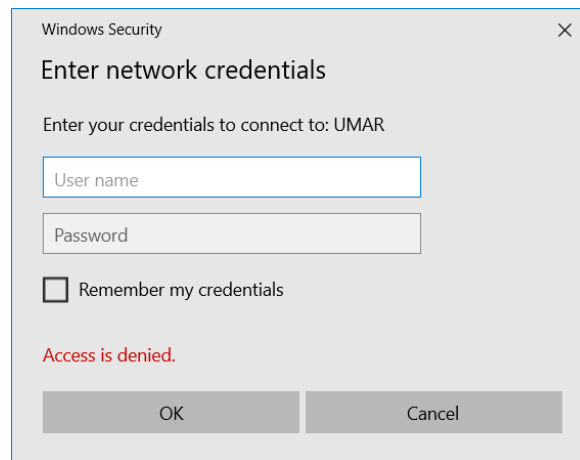 Windows Security
Enter network credentials
Enter your credentials to connect to: UMAR
User name
Password
Remember my credentials
Access is denied.
OK Cancel